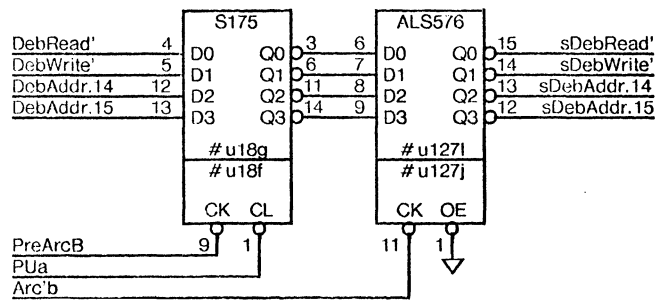 S175 ALS576
DebRead' 4 D0 Q0 3 6 D0 Q0 15 sDebRead'
DebWrite' 5 D1 Q1 6 7 D1 Q1 14 sDebWrite'
DebAddr.14 12 D2 Q2 11 8 D2 Q2 13 sDebAddr.14
DebAddr.15 13 D3 Q3 14 9 D3 Q3 12 sDebAddr.15
#u18g #u127l
#u18f #u127j
CK CL CK OE
PreArcB 9 1 11 1
PUa
Arc'b